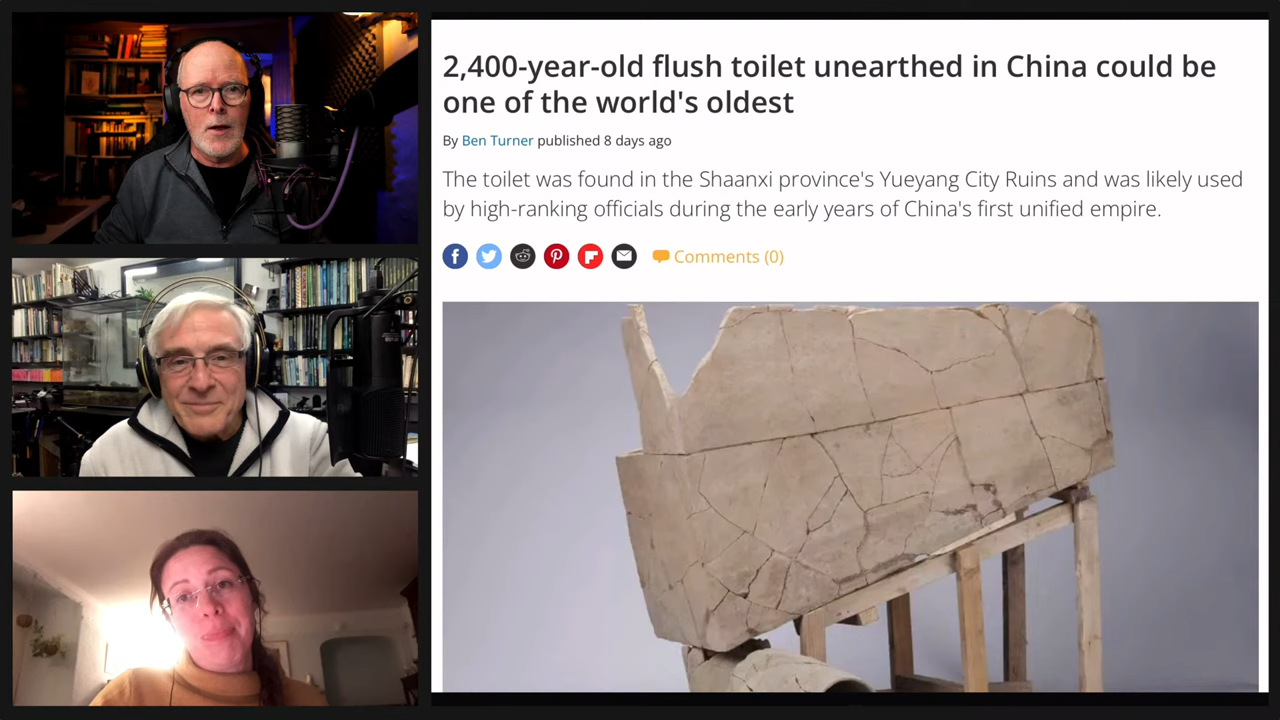 2,400-year-old flush toilet unearthed in China could be
one of the world's oldest
By Ben Turner published 8 days ago
The toilet was found in the Shaanxi province's Yueyang City Ruins and was likely used
by high-ranking officials during the early years of China's first unified empire.
Comments (0)